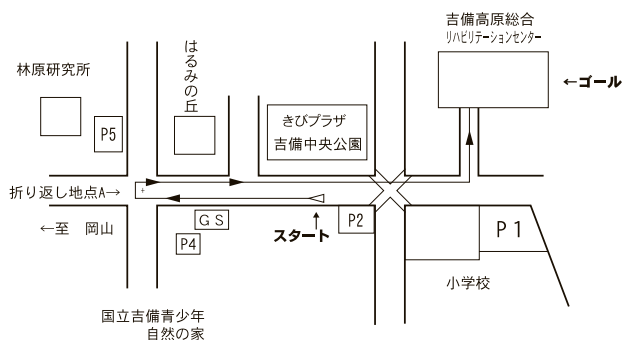 吉備高原総合
リハビリテーションセンター
←ゴール
林原研究所
P5
はるみの丘
きびプラザ
吉備中央公園
折り返し地点A→
←至 岡山
GS
P4
スタート
P2
P1
小学校
国立吉備青少年
自然の家